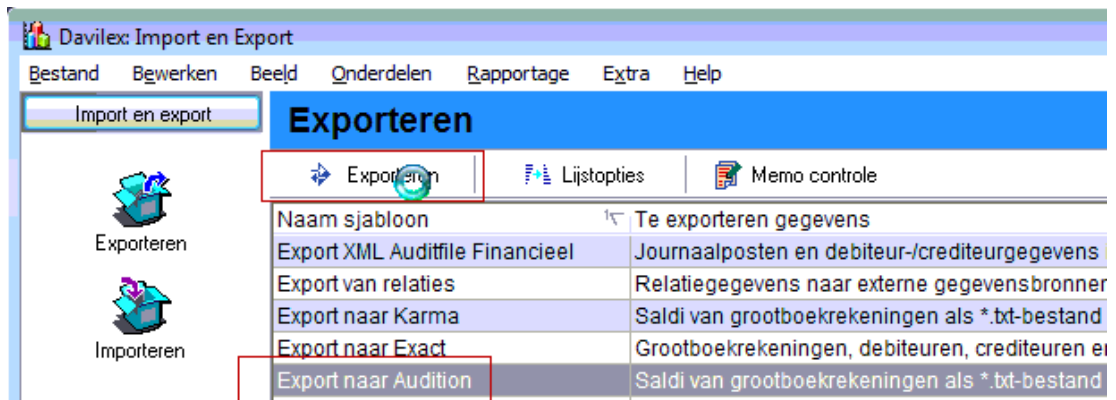 Davilex: Import en Export
Bestand Bewerken Beeld Onderdelen Rapportage Extra Help
Import en export
Exporteren
Exporteren Lijstopties Memo controle
Naam sjabloon Te exporteren gegevens
Export XML Auditfile Financieel Journaalposten en debiteur-/crediteurgegevens
Exporteren
Export van relaties Relatiegegevens naar externe gegevensbronnen
Export naar Karma Saldi van grootboekrekeningen als *.txt-bestand
Importeren
Export naar Exact Grootboekrekeningen, debiteuren, crediteuren en
Export naar Audition Saldi van grootboekrekeningen als *.txt-bestand